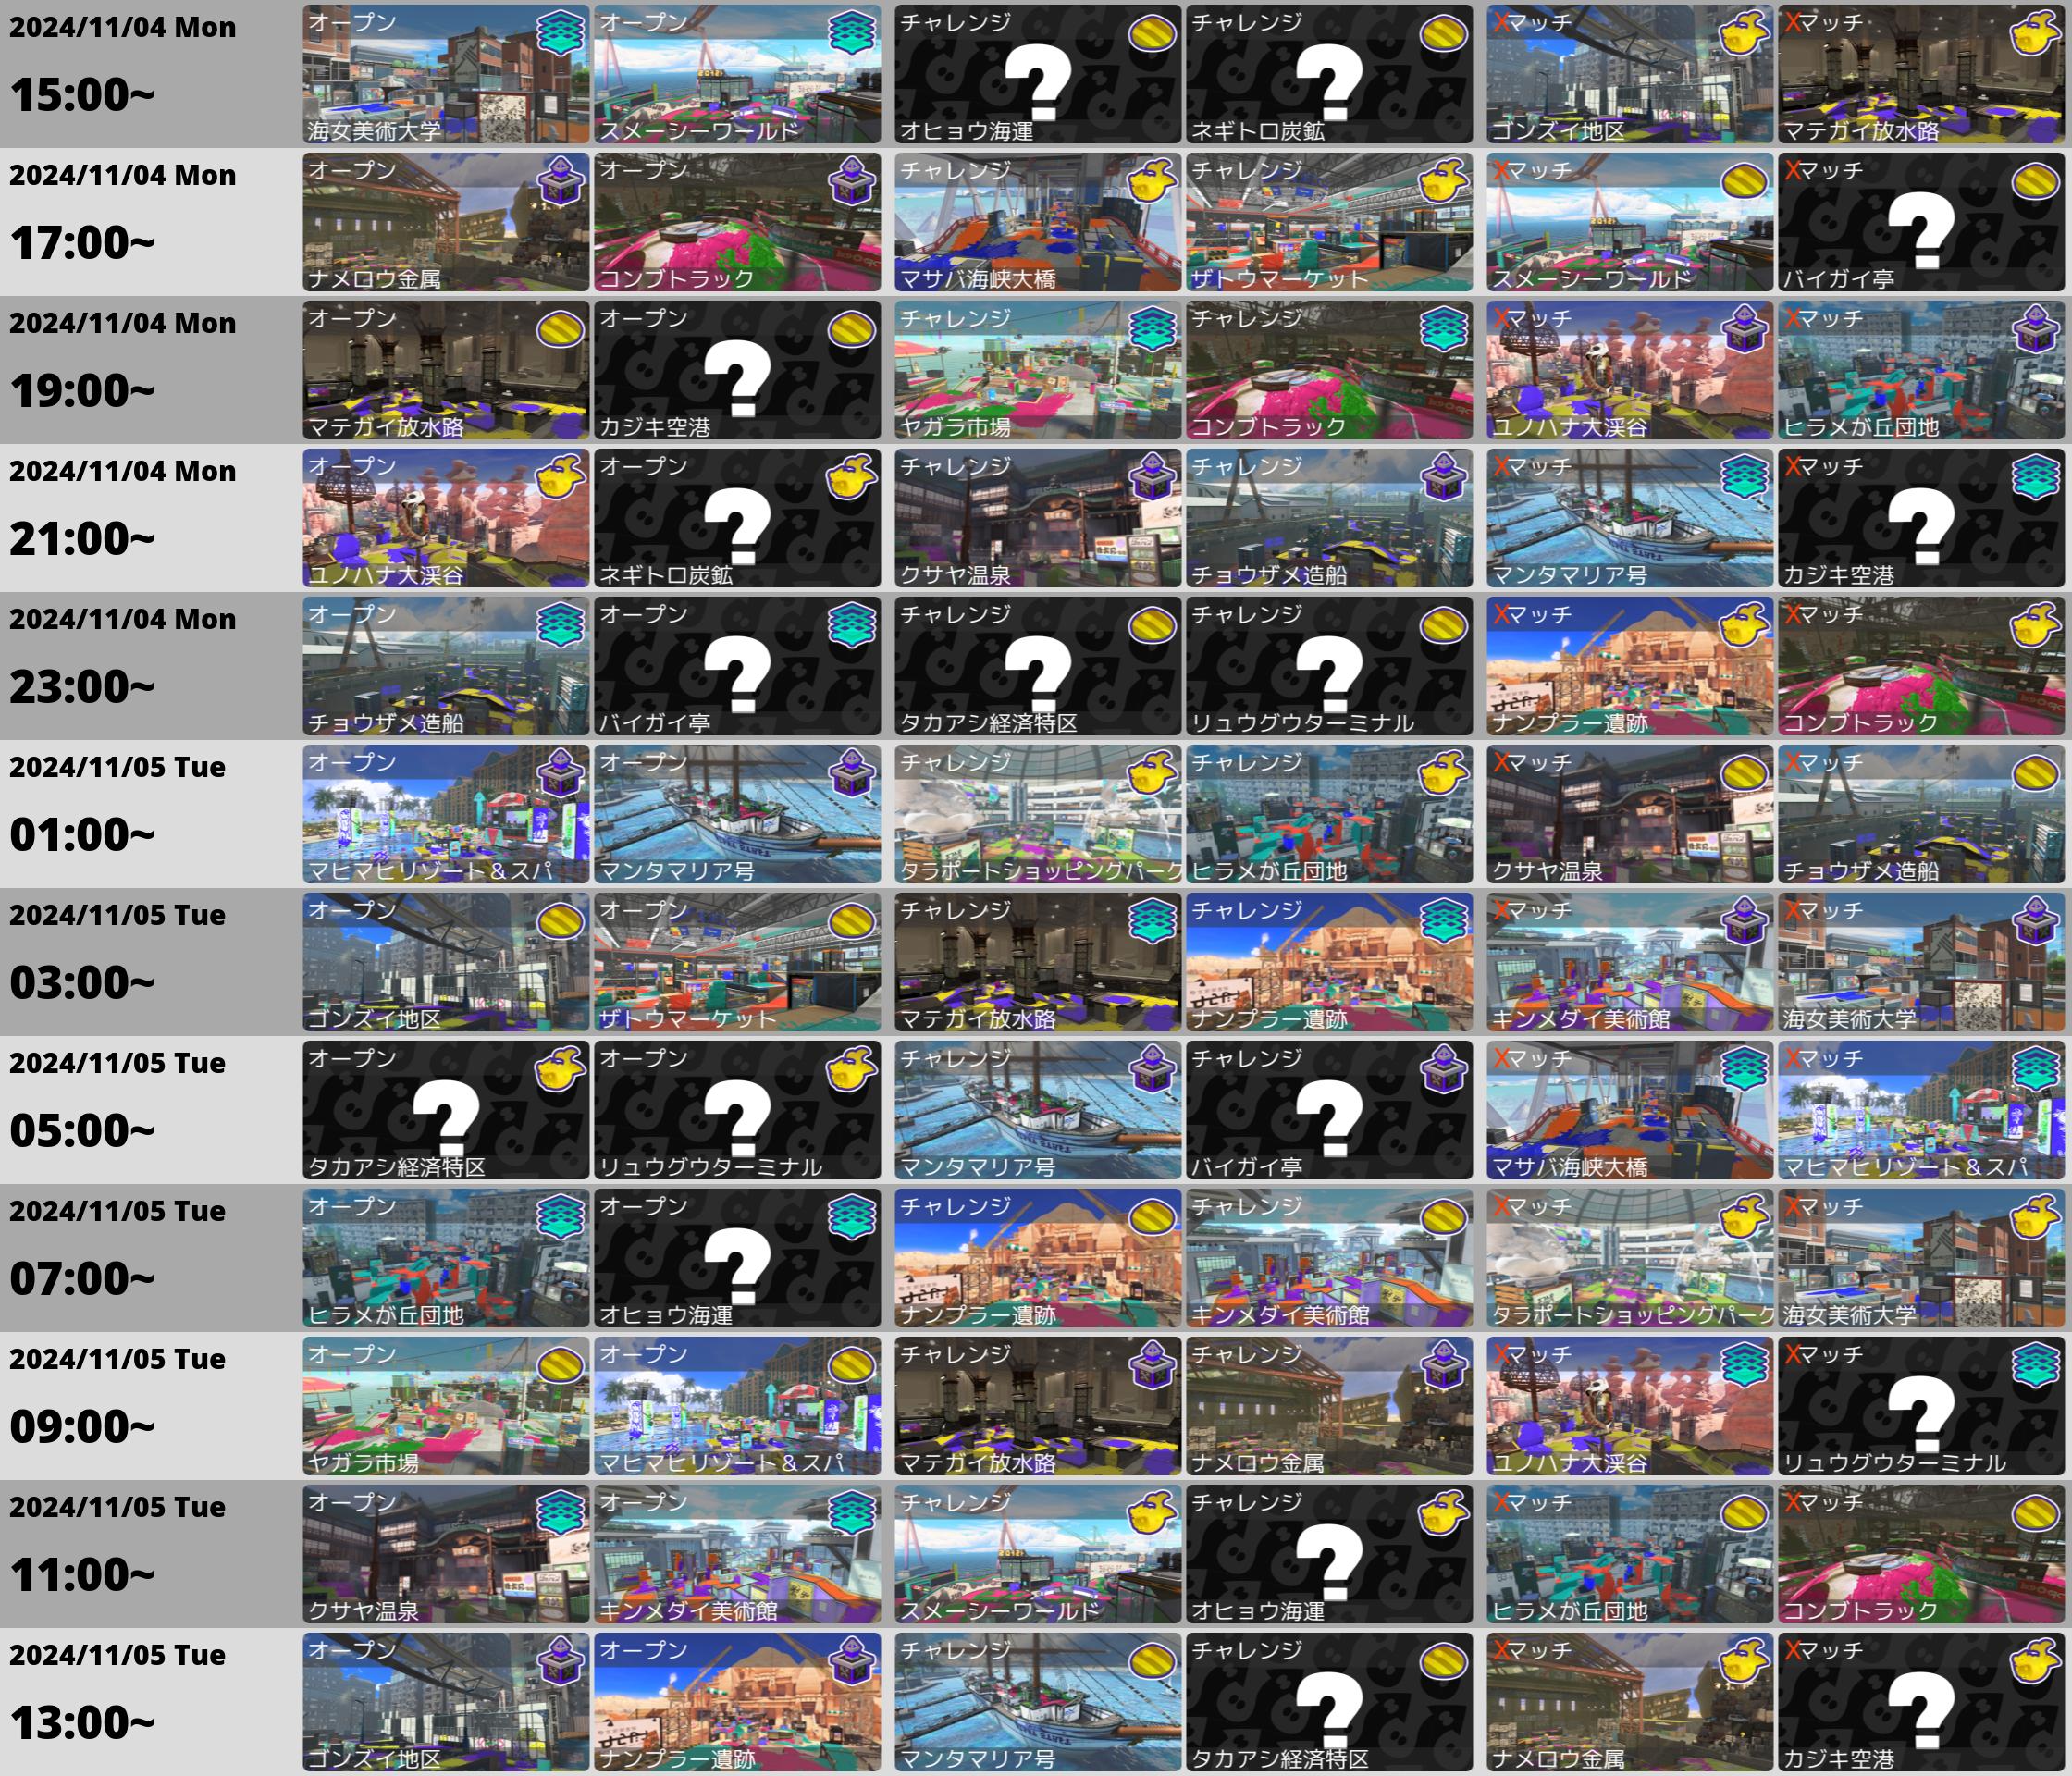 2024/11/04 Mon
15:00~
オープン
海女美術大学
オープン
スメーシーワールド
チャレンジ
オヒョウ海運
チャレンジ
ネギトロ炭鉱
Xマッチ
ゴンズイ地区
Xマッチ
マテガイ放水路
2024/11/04 Mon
17:00~
オープン
ナメロウ金属
オープン
コンブトラック
チャレンジ
マサバ海峡大橋
チャレンジ
ザトウマーケット
Xマッチ
スメーシーワールド
Xマッチ
バイガイ亭
2024/11/04 Mon
19:00~
オープン
マテガイ放水路
オープン
カジキ空港
チャレンジ
ヤガラ市場
チャレンジ
コンブトラック
Xマッチ
ユノハナ大渓谷
Xマッチ
ヒラメが丘団地
2024/11/04 Mon
21:00~
オープン
ユノハナ大渓谷
オープン
ネギトロ炭鉱
チャレンジ
クサヤ温泉
チャレンジ
チョウザメ造船
Xマッチ
マンタマリア号
Xマッチ
カジキ空港
2024/11/04 Mon
23:00~
オープン
チョウザメ造船
オープン
バイガイ亭
チャレンジ
タカアシ経済特区
チャレンジ
リュウグウターミナル
Xマッチ
ナンプラー遺跡
Xマッチ
コンブトラック
2024/11/05 Tue
01:00~
オープン
マヒマヒリゾート＆スパ
オープン
マンタマリア号
チャレンジ
タラポートショッピングパーク
チャレンジ
ヒラメが丘団地
Xマッチ
クサヤ温泉
Xマッチ
チョウザメ造船
2024/11/05 Tue
03:00~
オープン
ゴンズイ地区
オープン
ザトウマーケット
チャレンジ
マテガイ放水路
チャレンジ
ナンプラー遺跡
Xマッチ
キンメダイ美術館
Xマッチ
海女美術大学
2024/11/05 Tue
05:00~
オープン
タカアシ経済特区
オープン
リュウグウターミナル
チャレンジ
マンタマリア号
チャレンジ
バイガイ亭
Xマッチ
マサバ海峡大橋
Xマッチ
マヒマヒリゾート＆スパ
2024/11/05 Tue
07:00~
オープン
ヒラメが丘団地
オープン
オヒョウ海運
チャレンジ
ナンプラー遺跡
チャレンジ
キンメダイ美術館
Xマッチ
タラポートショッピングパーク
Xマッチ
海女美術大学
2024/11/05 Tue
09:00~
オープン
ヤガラ市場
オープン
マヒマヒリゾート＆スパ
チャレンジ
マテガイ放水路
チャレンジ
ナメロウ金属
Xマッチ
ユノハナ大渓谷
Xマッチ
リュウグウターミナル
2024/11/05 Tue
11:00~
オープン
クサヤ温泉
オープン
キンメダイ美術館
チャレンジ
スメーシーワールド
チャレンジ
オヒョウ海運
Xマッチ
ヒラメが丘団地
Xマッチ
コンブトラック
2024/11/05 Tue
13:00~
オープン
ゴンズイ地区
オープン
ナンプラー遺跡
チャレンジ
マンタマリア号
チャレンジ
タカアシ経済特区
Xマッチ
ナメロウ金属
Xマッチ
カジキ空港